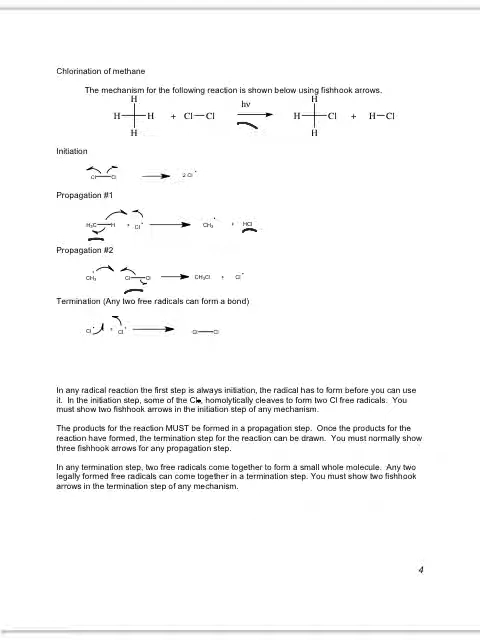 Chlorination of methane
The mechanism for the following reaction is shown below using fishhook arrows.
H hν H
H H + Cl Cl H Cl + H Cl
H H
Initiation
Cl Cl 2 Cl •
Propagation #1
H₃C H + Cl • CH₃ + HCl
Propagation #2
CH₃ Cl Cl CH₃Cl + Cl •
Termination (Any two free radicals can form a bond)
Cl • + Cl • Cl Cl
In any radical reaction the first step is always initiation, the radical has to form before you can use
it. In the initiation step, some of the Cl•, homolytically cleaves to form two Cl free radicals. You
must show two fishhook arrows in the initiation step of any mechanism.
The products for the reaction MUST be formed in a propagation step. Once the products for the
reaction have formed, the termination step for the reaction can be drawn. You must normally show
three fishhook arrows for any propagation step.
In any termination step, two free radicals come together to form a small whole molecule. Any two
legally formed free radicals can come together in a termination step. You must show two fishhook
arrows in the termination step of any mechanism.
4